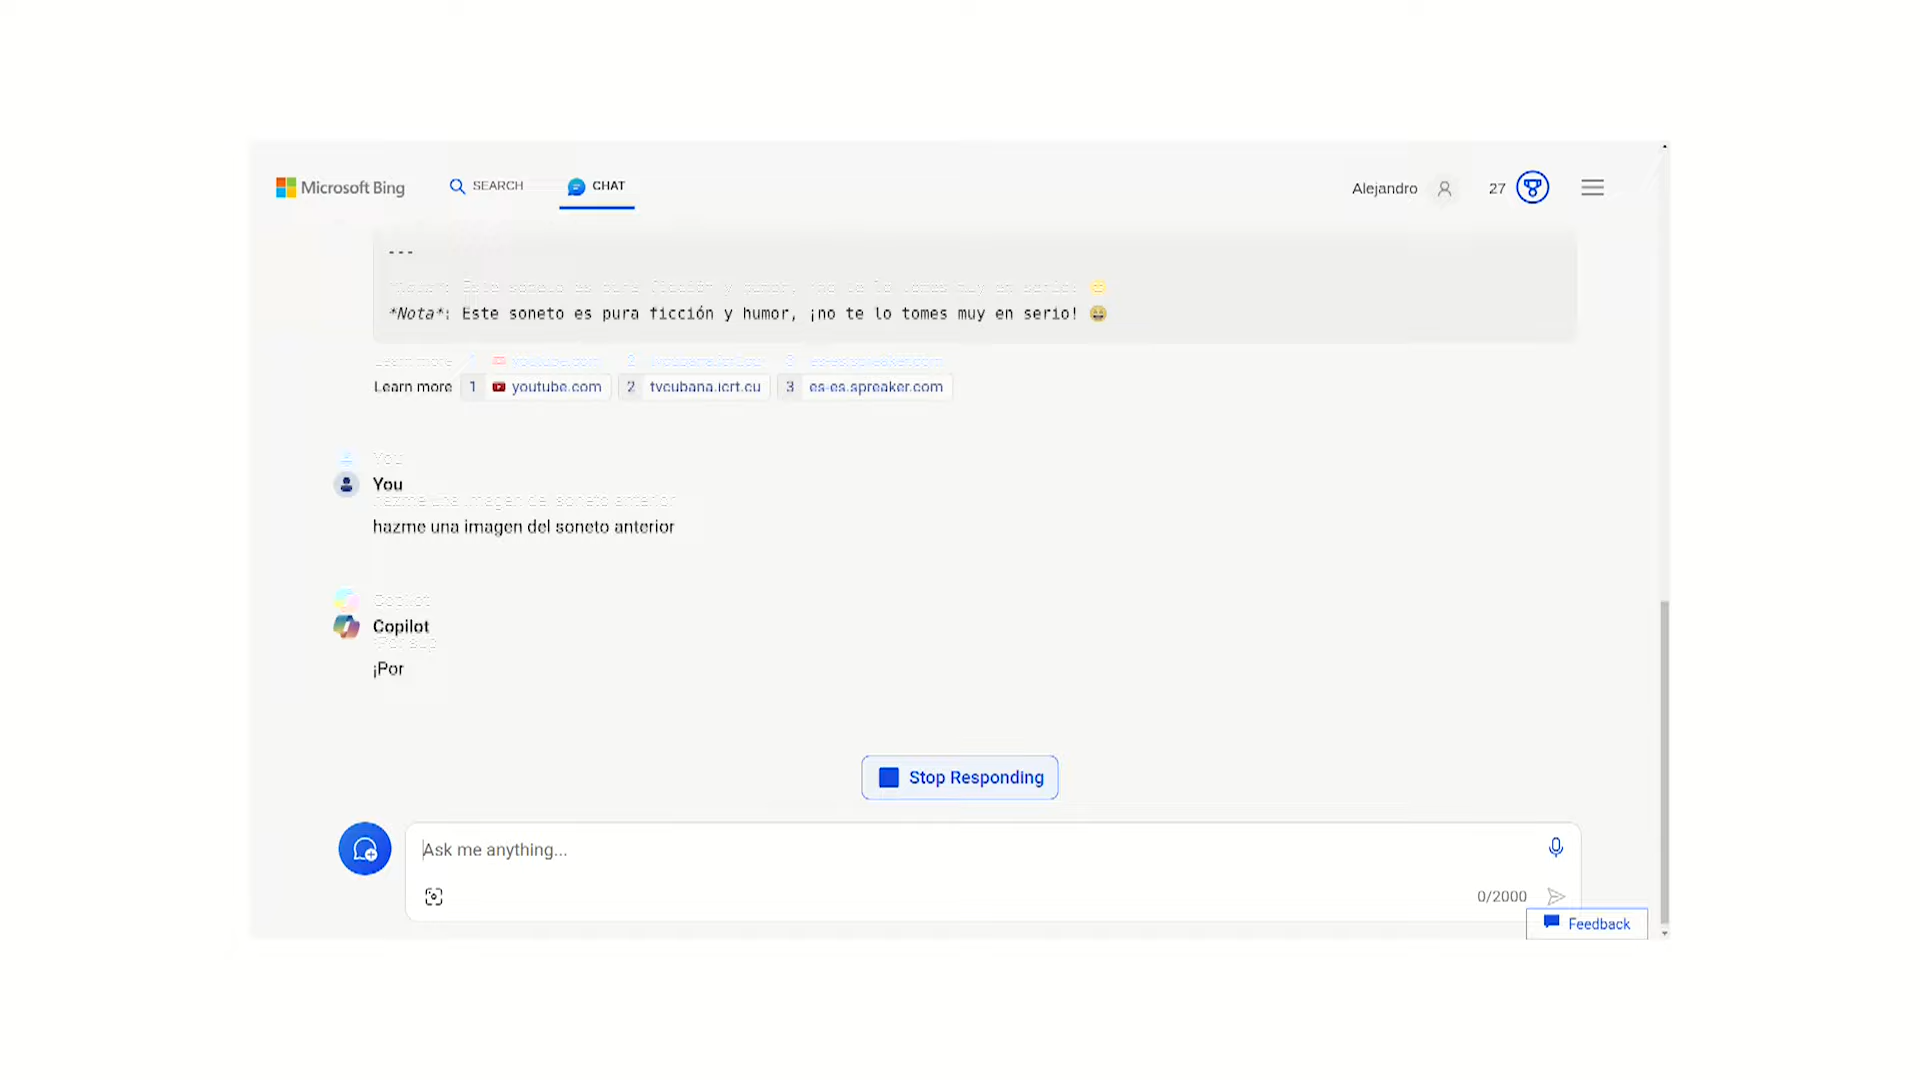 Microsoft Bing SEARCH CHAT Alejandro 27
---
*Nota*: Este soneto es pura ficción y humor, ¡no te lo tomes muy en serio! 😄
Learn more 1 youtube.com 2 tvcubana.icrt.cu 3 es-es.spreaker.com
You
hazme una imagen del soneto anterior
Copilot
¡Por
Stop Responding
Ask me anything...
0/2000
Feedback